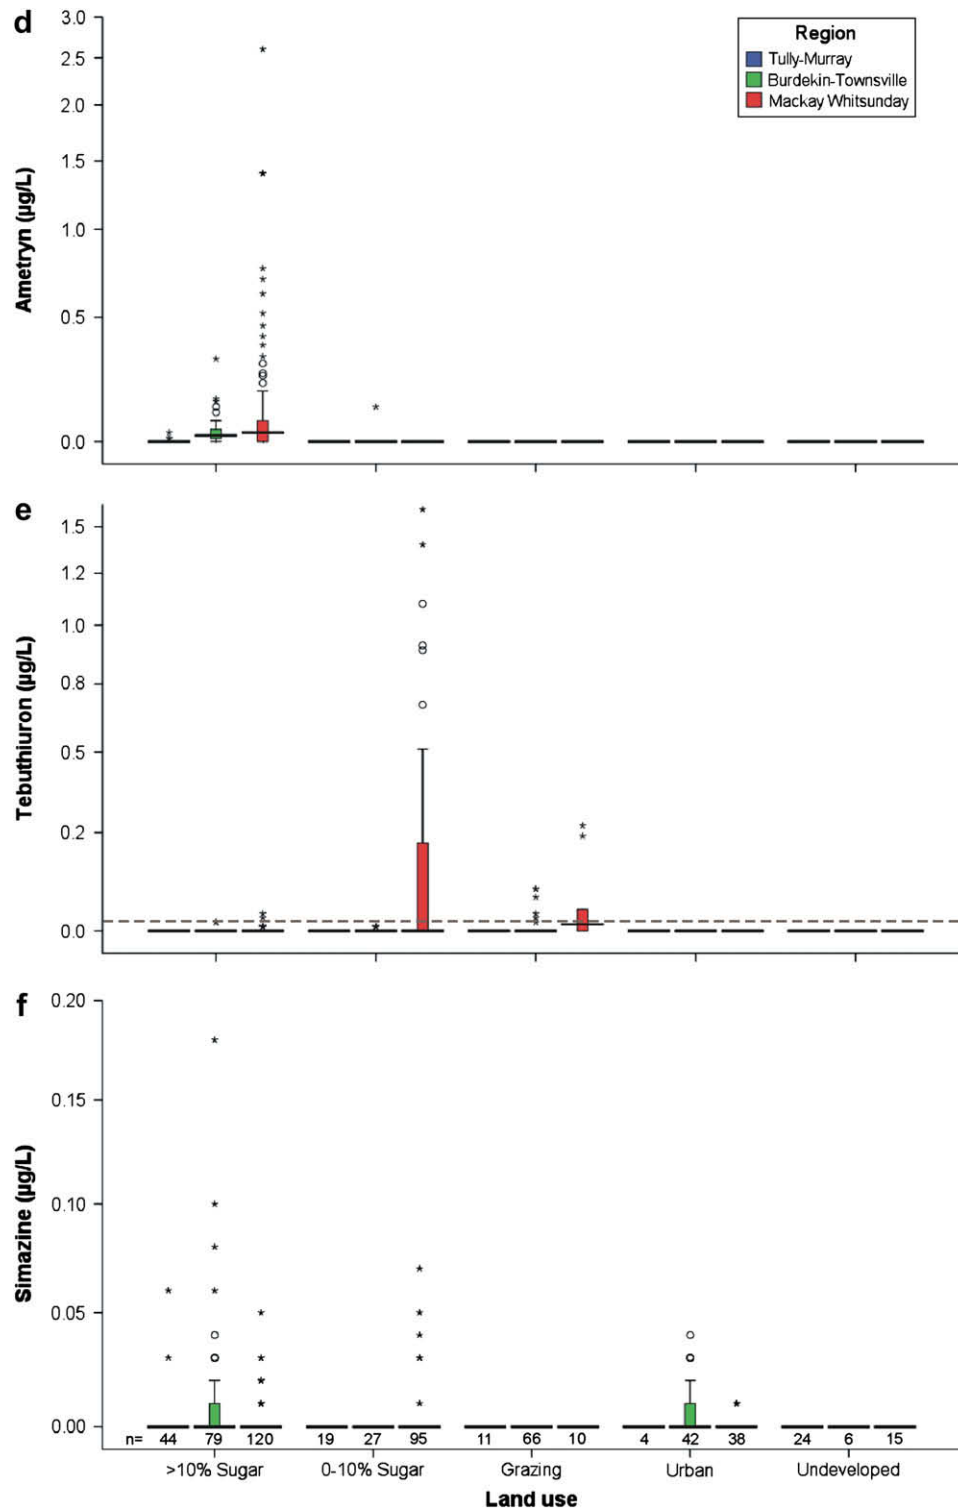 d
Region
Tully-Murray
Burdekin-Townsville
Mackay Whitsunday
3.0
2.5
2.0
1.5
1.0
0.5
0.0
Ametryn (µg/L)
e
1.5
1.2
1.0
0.8
0.5
0.2
0.0
Tebuthiuron (µg/L)
f
0.20
0.15
0.10
0.05
0.00
Simazine (µg/L)
n= 44 79 120 19 27 95 11 66 10 4 42 38 24 6 15
>10% Sugar 0-10% Sugar Grazing Urban Undeveloped
Land use